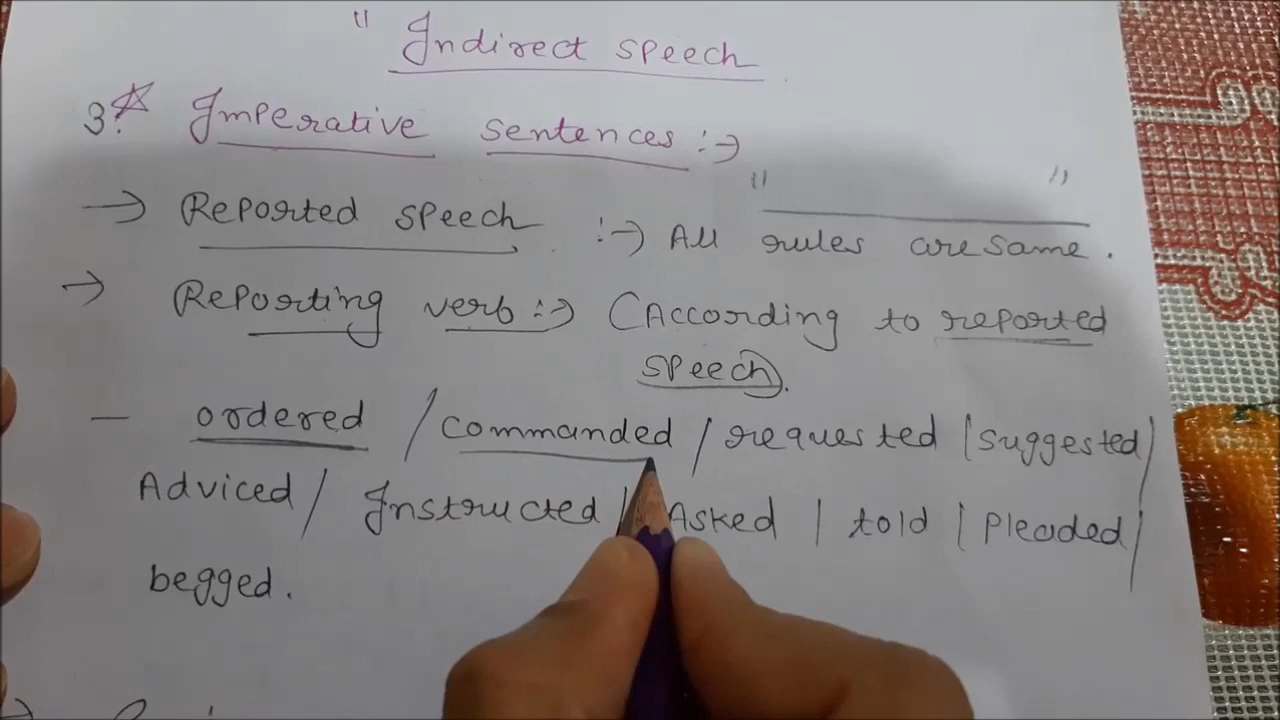 " Indirect speech
3.☆ Imperative sentences :→
" "
→ Reported speech :→ All rules are same.
→ Reporting verb :→ (According to reported
speech).
— ordered / commanded / requested / suggested /
Adviced / Instructed / Asked / told / Pleaded /
begged.